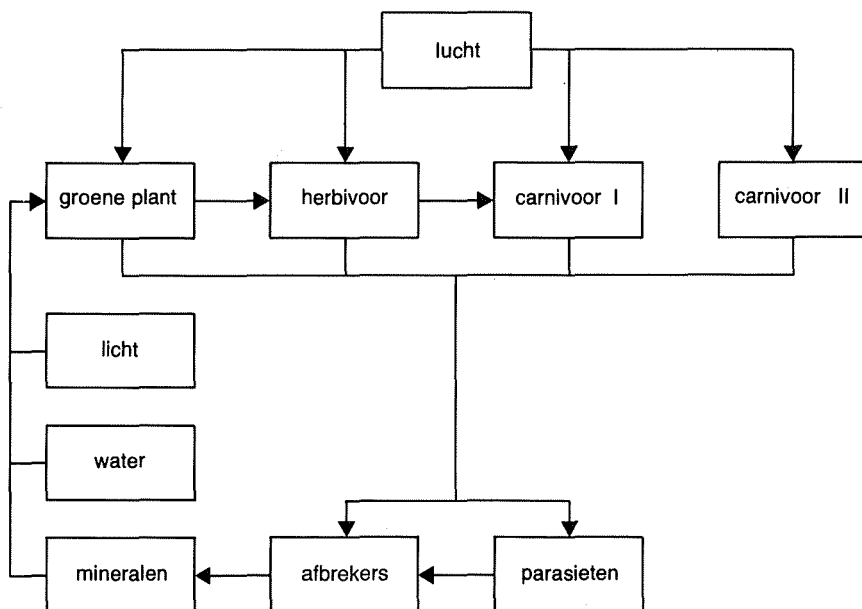 lucht
groene plant
herbivoor
carnivoor I
carnivoor II
licht
water
mineralen
afbrekers
parasieten